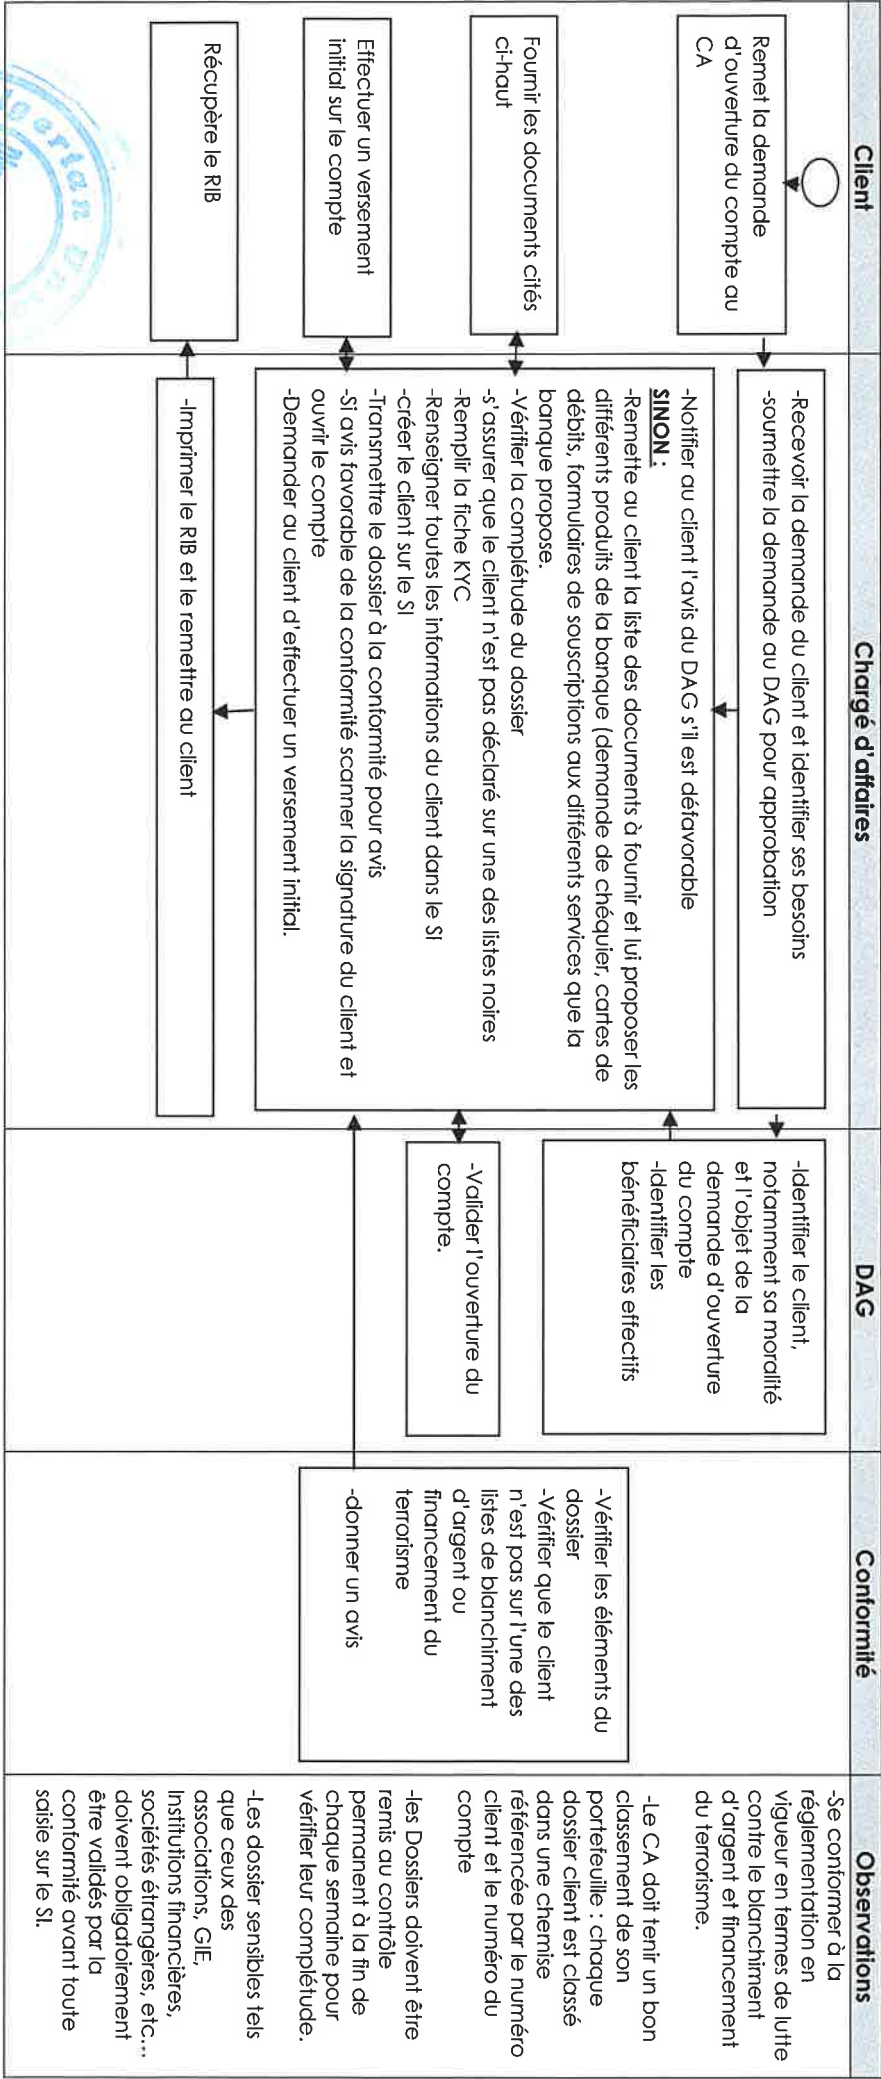 Client
Chargé d'affaires
DAG
Conformité
Observations
Remet la demande
d'ouverture du compte au
CA
Fournir les documents cités
ci-haut
Effectuer un versement
initial sur le compte
Récupère le RIB
-Recevoir la demande du client et identifier ses besoins
-soumettre la demande au DAG pour approbation
-Notifier au client l'avis du DAG s'il est défavorable
SINON :
-Remette au client la liste des documents à fournir et lui proposer les
différents produits de la banque (demande de chéquier, cartes de
débits, formulaires de souscriptions aux différents services que la
banque propose.
-Vérifier la complétude du dossier
-s'assurer que le client n'est pas déclaré sur une des listes noires
-Remplir la fiche KYC
-Renseigner toutes les informations du client dans le SI
-créer le client sur le SI
-Transmettre le dossier à la conformité pour avis
-Si avis favorable de la conformité scanner la signature du client et
ouvrir le compte
-Demander au client d'effectuer un versement initial.
-Imprimer le RIB et le remettre au client
-Identifier le client,
notamment sa moralité
et l'objet de la
demande d'ouverture
du compte
-Identifier les
bénéficiaires effectifs
-Valider l'ouverture du
compte.
-Vérifier les éléments du
dossier
-Vérifier que le client
n'est pas sur l'une des
listes de blanchiment
d'argent ou
financement du
terrorisme
-donner un avis
-Se conformer à la
réglementation en
vigueur en termes de lutte
contre le blanchiment
d'argent et financement
du terrorisme.
-Le CA doit tenir un bon
classement de son
portefeuille : chaque
dossier client est classé
dans une chemise
référencée par le numéro
client et le numéro du
compte
-les Dossiers doivent être
remis au contrôle
permanent à la fin de
chaque semaine pour
vérifier leur complétude.
-Les dossier sensibles tels
que ceux des
associations, GIE,
Institutions financières,
sociétés étrangères, etc...
doivent obligatoirement
être validés par la
conformité avant toute
saisie sur le SI.